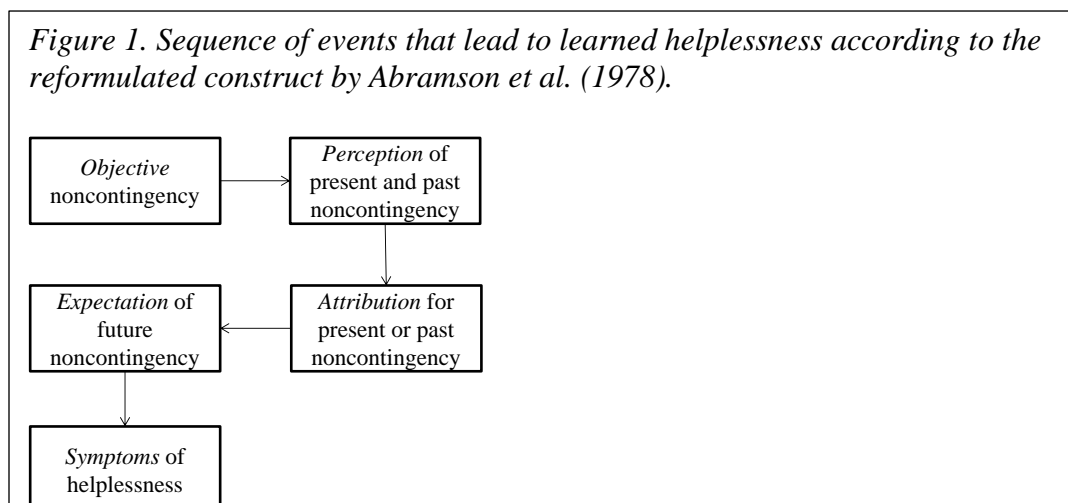 Figure 1. Sequence of events that lead to learned helplessness according to the
reformulated construct by Abramson et al. (1978).
Objective
noncontingency
Perception of
present and past
noncontingency
Attribution for
present or past
noncontingency
Expectation of
future
noncontingency
Symptoms of
helplessness